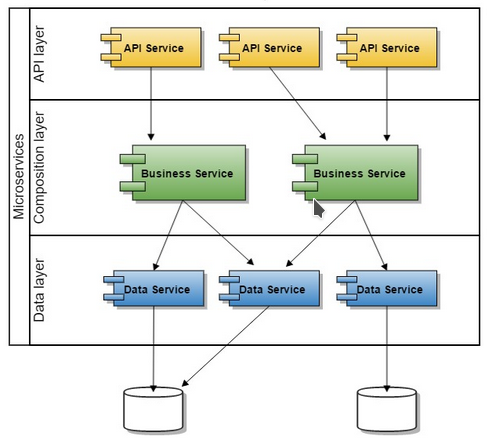 Microservices
API layer
API Service
API Service
API Service
Composition layer
Business Service
Business Service
Data layer
Data Service
Data Service
Data Service